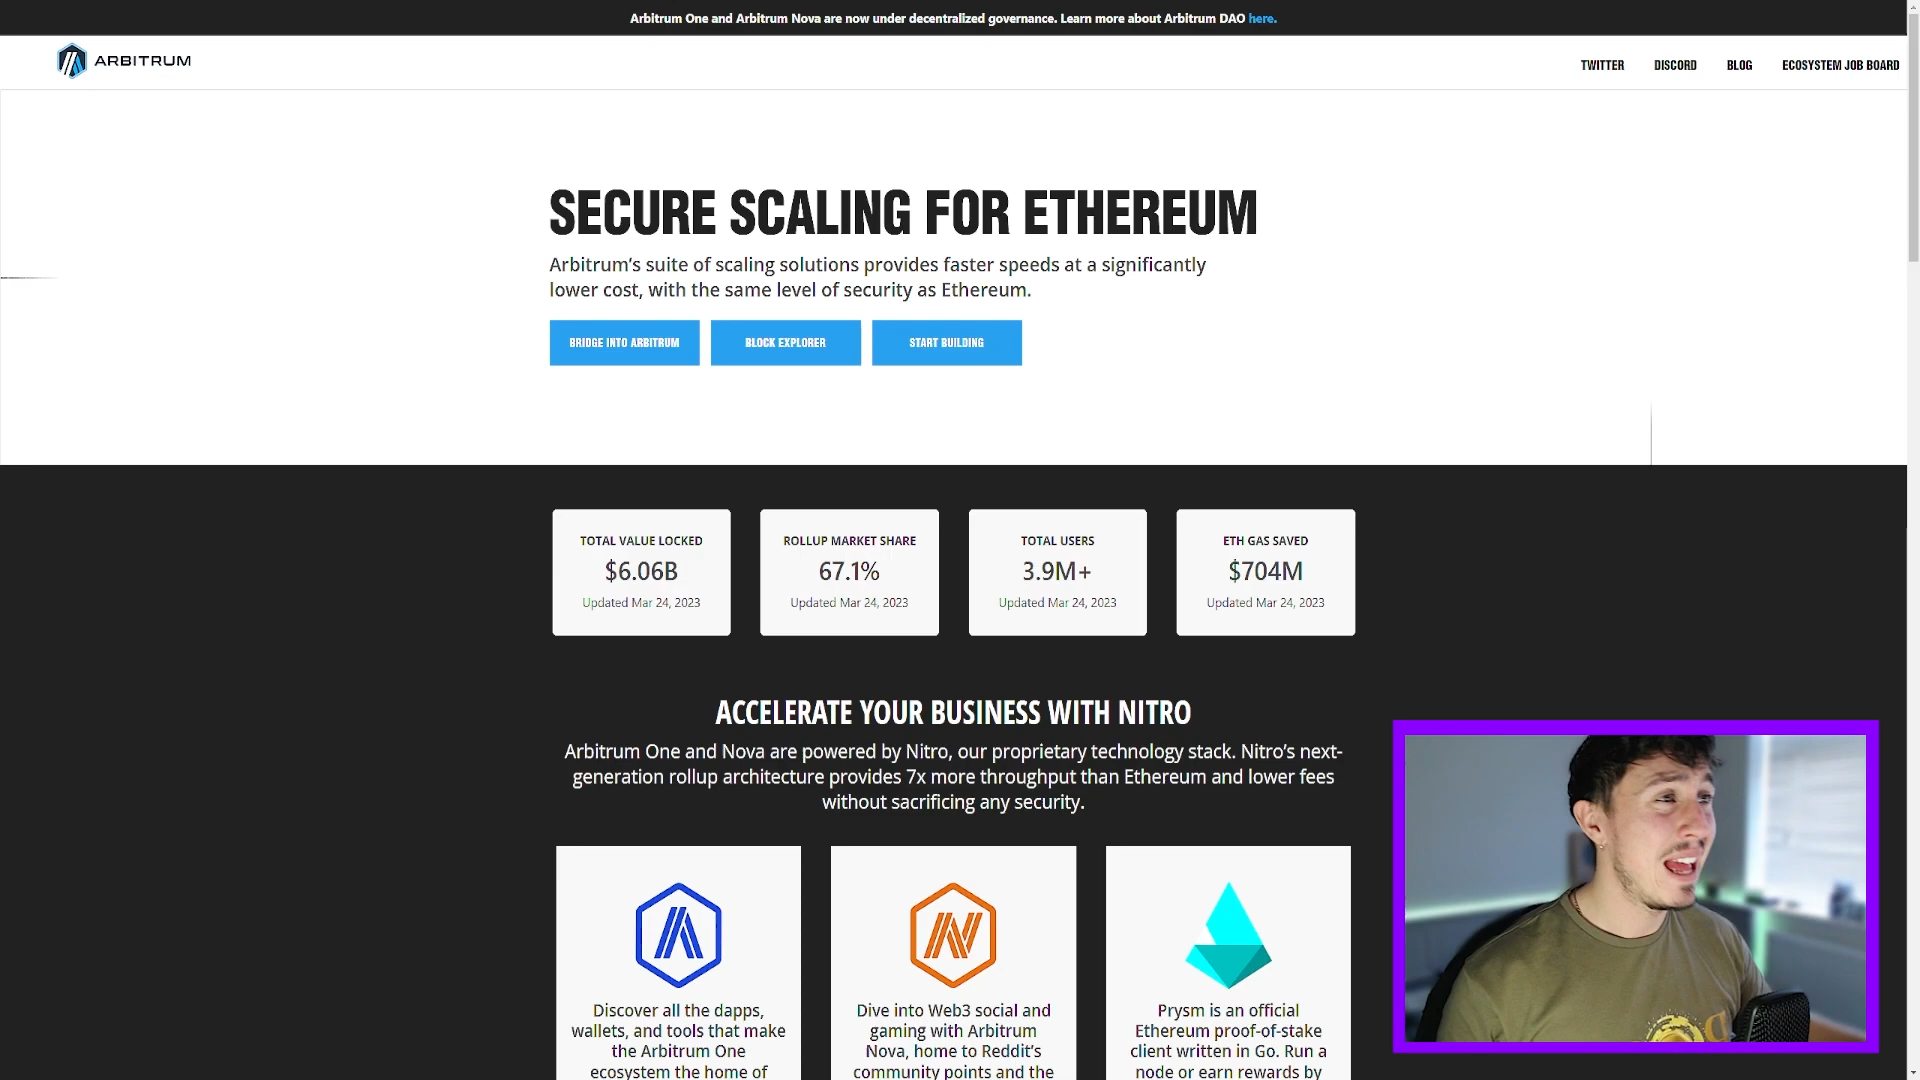 Arbitrum One and Arbitrum Nova are now under decentralized governance. Learn more about Arbitrum DAO here.
ARBITRUM
TWITTER DISCORD BLOG ECOSYSTEM JOB BOARD
SECURE SCALING FOR ETHEREUM
Arbitrum's suite of scaling solutions provides faster speeds at a significantly
lower cost, with the same level of security as Ethereum.
BRIDGE INTO ARBITRUM BLOCK EXPLORER START BUILDING
TOTAL VALUE LOCKED
$6.06B
Updated Mar 24, 2023
ROLLUP MARKET SHARE
67.1%
Updated Mar 24, 2023
TOTAL USERS
3.9M+
Updated Mar 24, 2023
ETH GAS SAVED
$704M
Updated Mar 24, 2023
ACCELERATE YOUR BUSINESS WITH NITRO
Arbitrum One and Nova are powered by Nitro, our proprietary technology stack. Nitro's next-
generation rollup architecture provides 7x more throughput than Ethereum and lower fees
without sacrificing any security.
Discover all the dapps,
wallets, and tools that make
the Arbitrum One
ecosystem the home of
Dive into Web3 social and
gaming with Arbitrum
Nova, home to Reddit's
community points and the
Prysm is an official
Ethereum proof-of-stake
client written in Go. Run a
node or earn rewards by